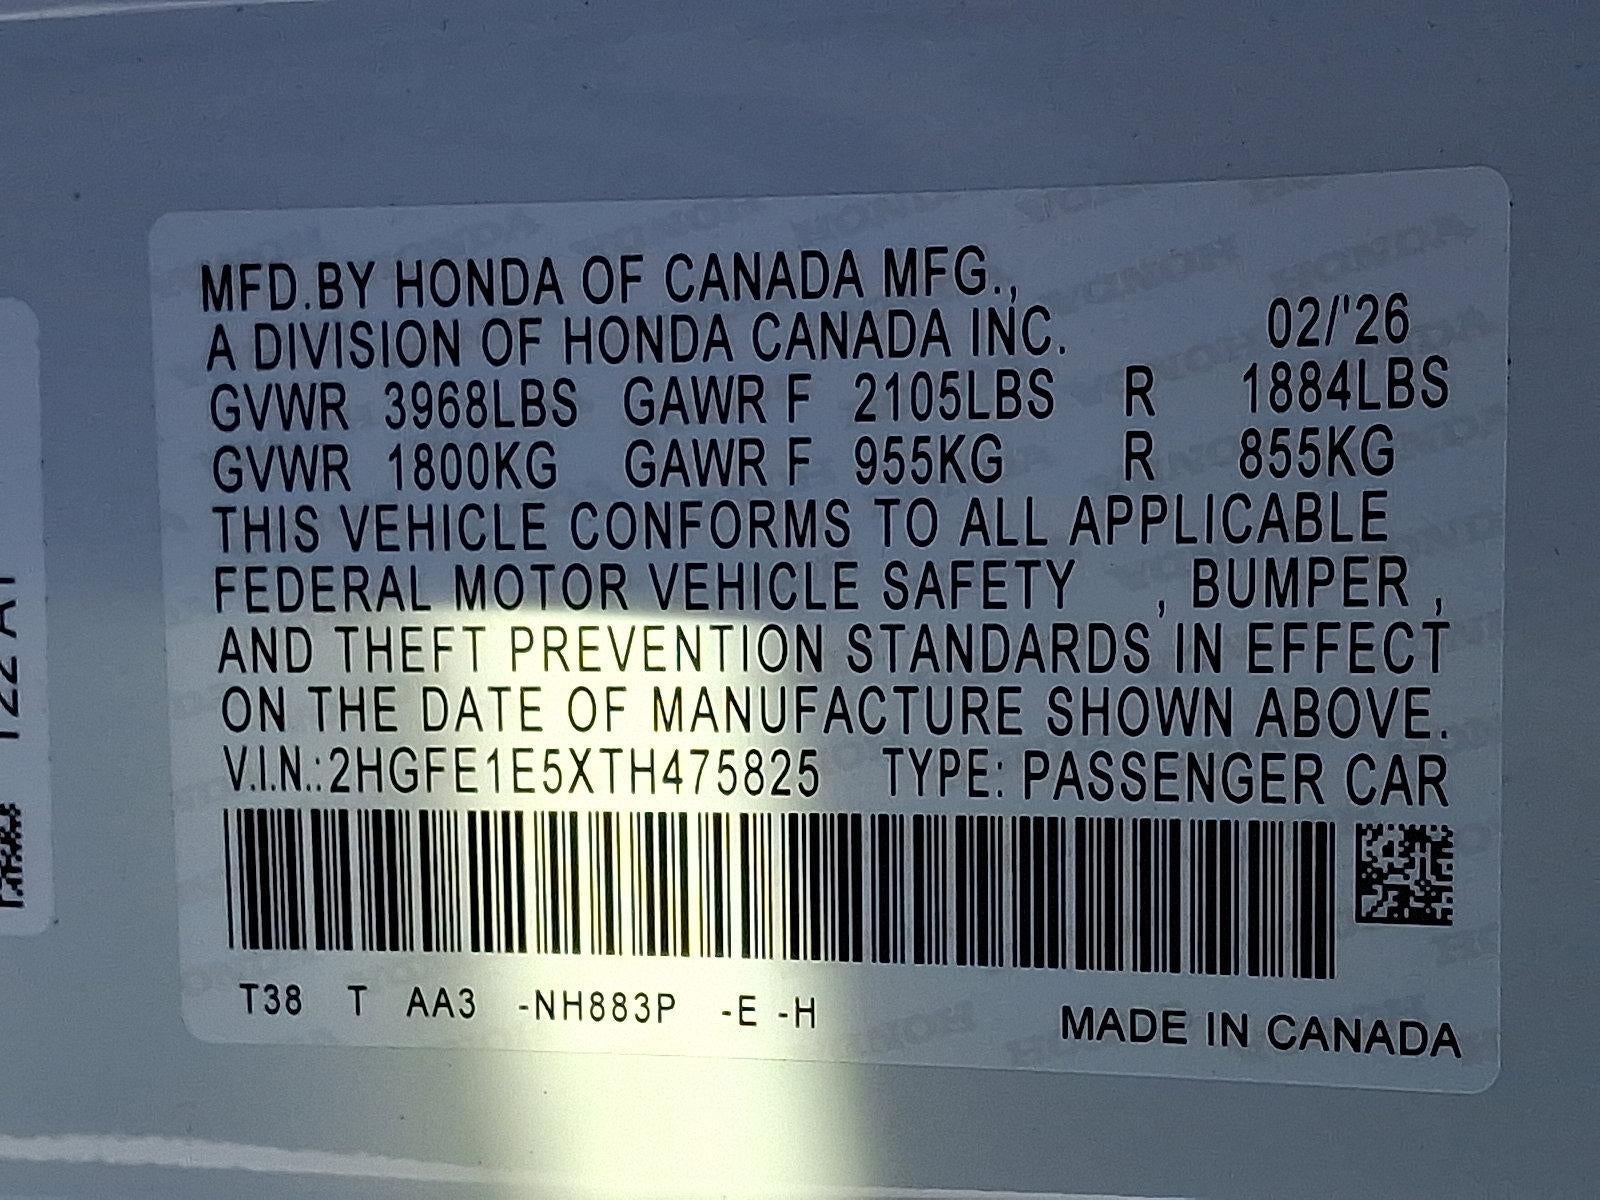 MFD.BY HONDA OF CANADA MFG.,
A DIVISION OF HONDA CANADA INC. 02/'26
GVWR 3968LBS GAWR F 2105LBS R 1884LBS
GVWR 1800KG GAWR F 955KG R 855KG
THIS VEHICLE CONFORMS TO ALL APPLICABLE
FEDERAL MOTOR VEHICLE SAFETY , BUMPER ,
AND THEFT PREVENTION STANDARDS IN EFFECT
ON THE DATE OF MANUFACTURE SHOWN ABOVE.
V.I.N.:2HGFE1E5XTH475825 TYPE: PASSENGER CAR
T38 T AA3 -NH883P -E -H
MADE IN CANADA